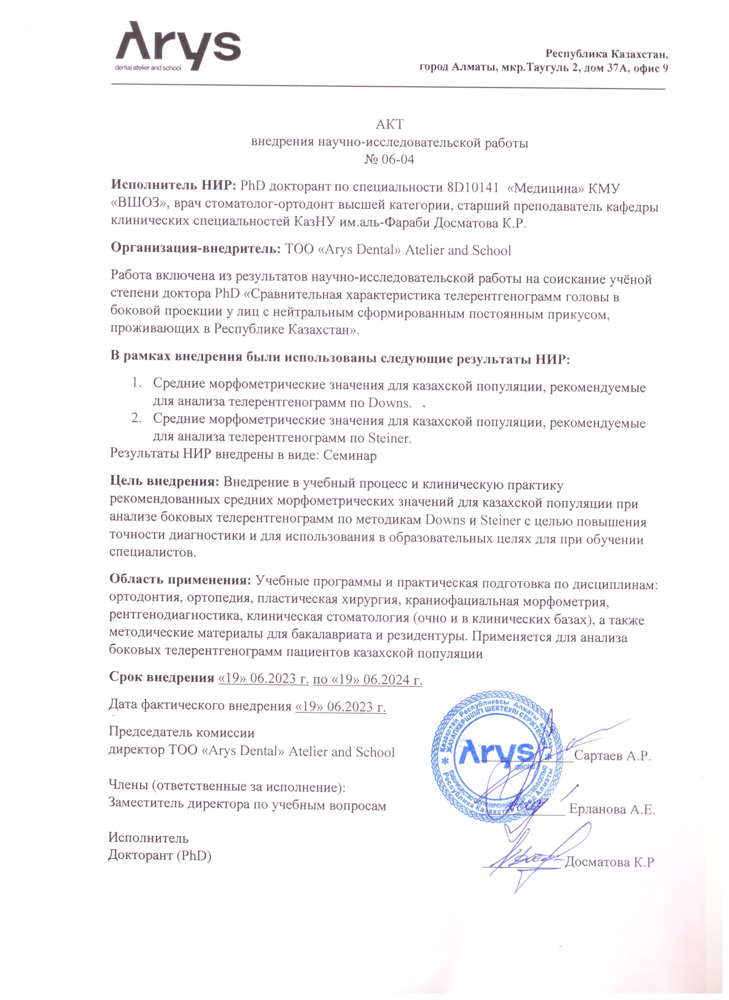 Arys
dental atelier and school
Республика Казахстан,
город Алматы, мкр.Таугуль 2, дом 37А, офис 9
АКТ
внедрения научно-исследовательской работы
№ 06-04
Исполнитель НИР: PhD докторант по специальности 8D10141 «Медицина» КМУ
«ВШОЗ», врач стоматолог-ортодонт высшей категории, старший преподаватель кафедры
клинических специальностей КазНУ им.аль-Фараби Досматова К.Р.
Организация-внедритель: ТОО «Arys Dental» Atelier and School
Работа включена из результатов научно-исследовательской работы на соискание учёной
степени доктора PhD «Сравнительная характеристика телерентгенограмм головы в
боковой проекции у лиц с нейтральным сформированным постоянным прикусом,
проживающих в Республике Казахстан».
В рамках внедрения были использованы следующие результаты НИР:
1. Средние морфометрические значения для казахской популяции, рекомендуемые
для анализа телерентгенограмм по Downs.
2. Средние морфометрические значения для казахской популяции, рекомендуемые
для анализа телерентгенограмм по Steiner.
Результаты НИР внедрены в виде: Семинар
Цель внедрения: Внедрение в учебный процесс и клиническую практику
рекомендованных средних морфометрических значений для казахской популяции при
анализе боковых телерентгенограмм по методикам Downs и Steiner с целью повышения
точности диагностики и для использования в образовательных целях для при обучении
специалистов.
Область применения: Учебные программы и практическая подготовка по дисциплинам:
ортодонтия, ортопедия, пластическая хирургия, краниофациальная морфометрия,
рентгенодиагностика, клиническая стоматология (очно и в клинических базах), а также
методические материалы для бакалавриата и резидентуры. Применяется для анализа
боковых телерентгенограмм пациентов казахской популяции
Срок внедрения «19» 06.2023 г. по «19» 06.2024 г.
Дата фактического внедрения «19» 06.2023 г.
Председатель комиссии
директор ТОО «Arys Dental» Atelier and School Сартаев А.Р.
Қазақстан Республикасы Алматы қаласы
ЖАУАПКЕРШІЛІГІ ШЕКТЕУЛІ СЕРІКТЕСТІГІ
Arys
dental
ТОВАРИЩЕСТВО С ОГРАНИЧЕННОЙ ОТВЕТСТВЕННОСТЬЮ
Республика Казахстан город Алматы
Члены (ответственные за исполнение):
Заместитель директора по учебным вопросам Ерланова А.Е.
Исполнитель
Докторант (PhD) Досматова К.Р